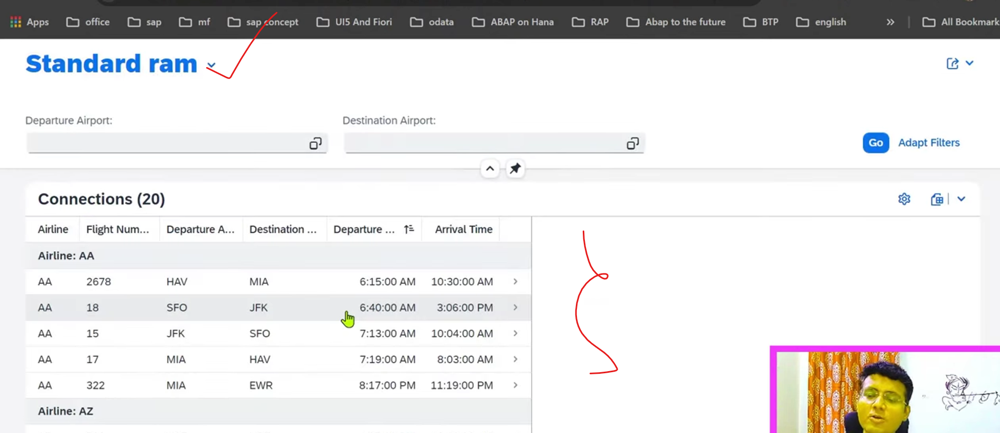 Apps office sap mf sap concept UI5 And Fiori odata ABAP on Hana RAP Abap to the future BTP english » All Bookmark
Standard ram
Departure Airport: Destination Airport:
Go Adapt Filters
Connections (20)
Airline Flight Num... Departure A... Destination ... Departure ... Arrival Time
Airline: AA
AA 2678 HAV MIA 6:15:00 AM 10:30:00 AM
AA 18 SFO JFK 6:40:00 AM 3:06:00 PM
AA 15 JFK SFO 7:13:00 AM 10:04:00 AM
AA 17 MIA HAV 7:19:00 AM 8:03:00 AM
AA 322 MIA EWR 8:17:00 PM 11:19:00 PM
Airline: AZ